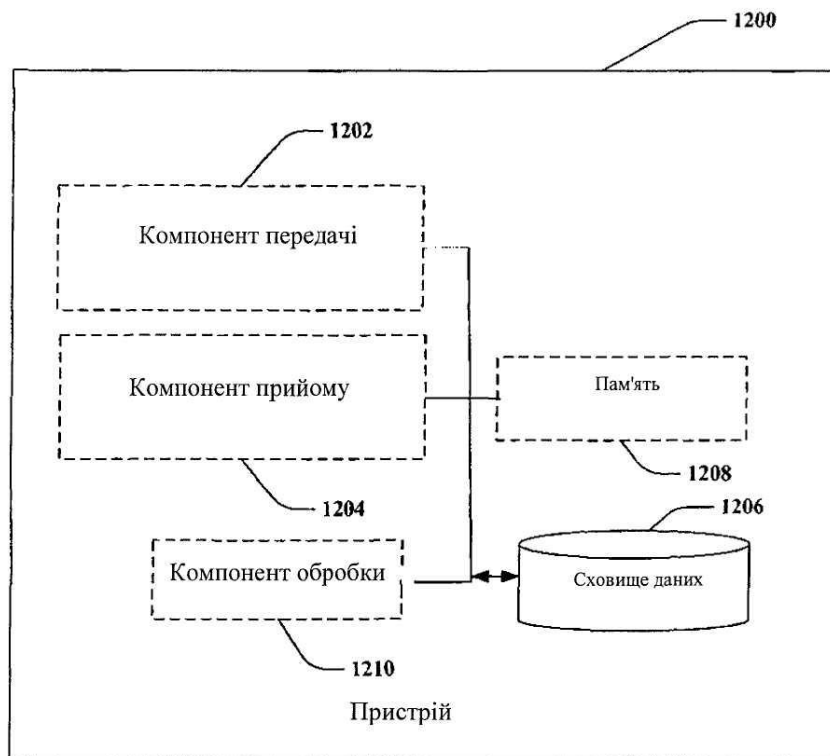 1200
1202
Компонент передачі
Компонент прийому
Пам'ять
1208
1204
1206
Компонент обробки
Сховище даних
1210
Пристрій